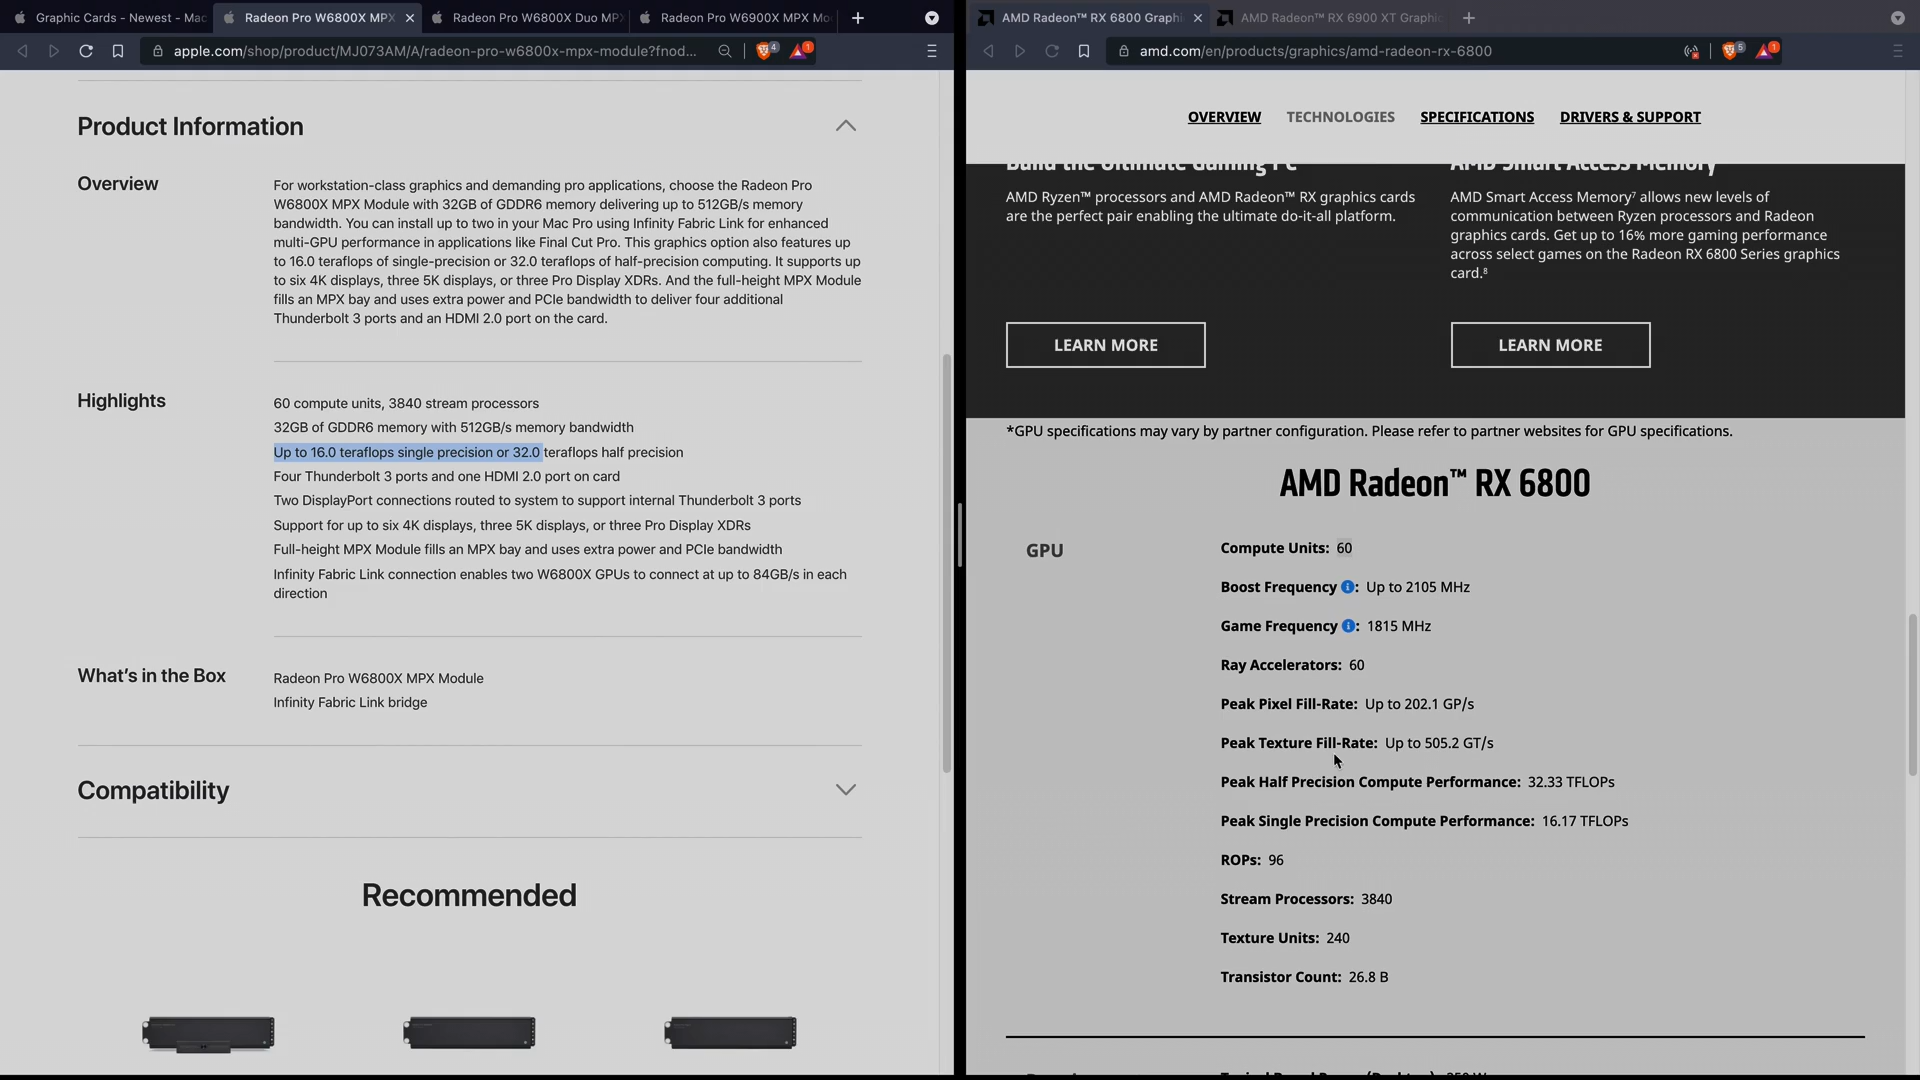 Graphic Cards - Newest - Mac
Radeon Pro W6800X MPX
Radeon Pro W6800X Duo MPX
Radeon Pro W6900X MPX Mo
apple.com/shop/product/MJ073AM/A/radeon-pro-w6800x-mpx-module?fnod...
4
1
Product Information
Overview
For workstation-class graphics and demanding pro applications, choose the Radeon Pro
W6800X MPX Module with 32GB of GDDR6 memory delivering up to 512GB/s memory
bandwidth. You can install up to two in your Mac Pro using Infinity Fabric Link for enhanced
multi-GPU performance in applications like Final Cut Pro. This graphics option also features up
to 16.0 teraflops of single-precision or 32.0 teraflops of half-precision computing. It supports up
to six 4K displays, three 5K displays, or three Pro Display XDRs. And the full-height MPX Module
fills an MPX bay and uses extra power and PCIe bandwidth to deliver four additional
Thunderbolt 3 ports and an HDMI 2.0 port on the card.
Highlights
60 compute units, 3840 stream processors
32GB of GDDR6 memory with 512GB/s memory bandwidth
Up to 16.0 teraflops single precision or 32.0 teraflops half precision
Four Thunderbolt 3 ports and one HDMI 2.0 port on card
Two DisplayPort connections routed to system to support internal Thunderbolt 3 ports
Support for up to six 4K displays, three 5K displays, or three Pro Display XDRs
Full-height MPX Module fills an MPX bay and uses extra power and PCIe bandwidth
Infinity Fabric Link connection enables two W6800X GPUs to connect at up to 84GB/s in each
direction
What's in the Box
Radeon Pro W6800X MPX Module
Infinity Fabric Link bridge
Compatibility
Recommended
AMD Radeon™ RX 6800 Graphi
AMD Radeon™ RX 6900 XT Graphic
amd.com/en/products/graphics/amd-radeon-rx-6800
5
1
OVERVIEW
TECHNOLOGIES
SPECIFICATIONS
DRIVERS & SUPPORT
Build the Ultimate Gaming PC
AMD Ryzen™ processors and AMD Radeon™ RX graphics cards
are the perfect pair enabling the ultimate do-it-all platform.
LEARN MORE
AMD Smart Access Memory
AMD Smart Access Memory⁷ allows new levels of
communication between Ryzen processors and Radeon
graphics cards. Get up to 16% more gaming performance
across select games on the Radeon RX 6800 Series graphics
card.⁸
LEARN MORE
*GPU specifications may vary by partner configuration. Please refer to partner websites for GPU specifications.
AMD Radeon™ RX 6800
GPU
Compute Units: 60
Boost Frequency: Up to 2105 MHz
Game Frequency: 1815 MHz
Ray Accelerators: 60
Peak Pixel Fill-Rate: Up to 202.1 GP/s
Peak Texture Fill-Rate: Up to 505.2 GT/s
Peak Half Precision Compute Performance: 32.33 TFLOPs
Peak Single Precision Compute Performance: 16.17 TFLOPs
ROPs: 96
Stream Processors: 3840
Texture Units: 240
Transistor Count: 26.8 B
Typical Board Power (Desktop)